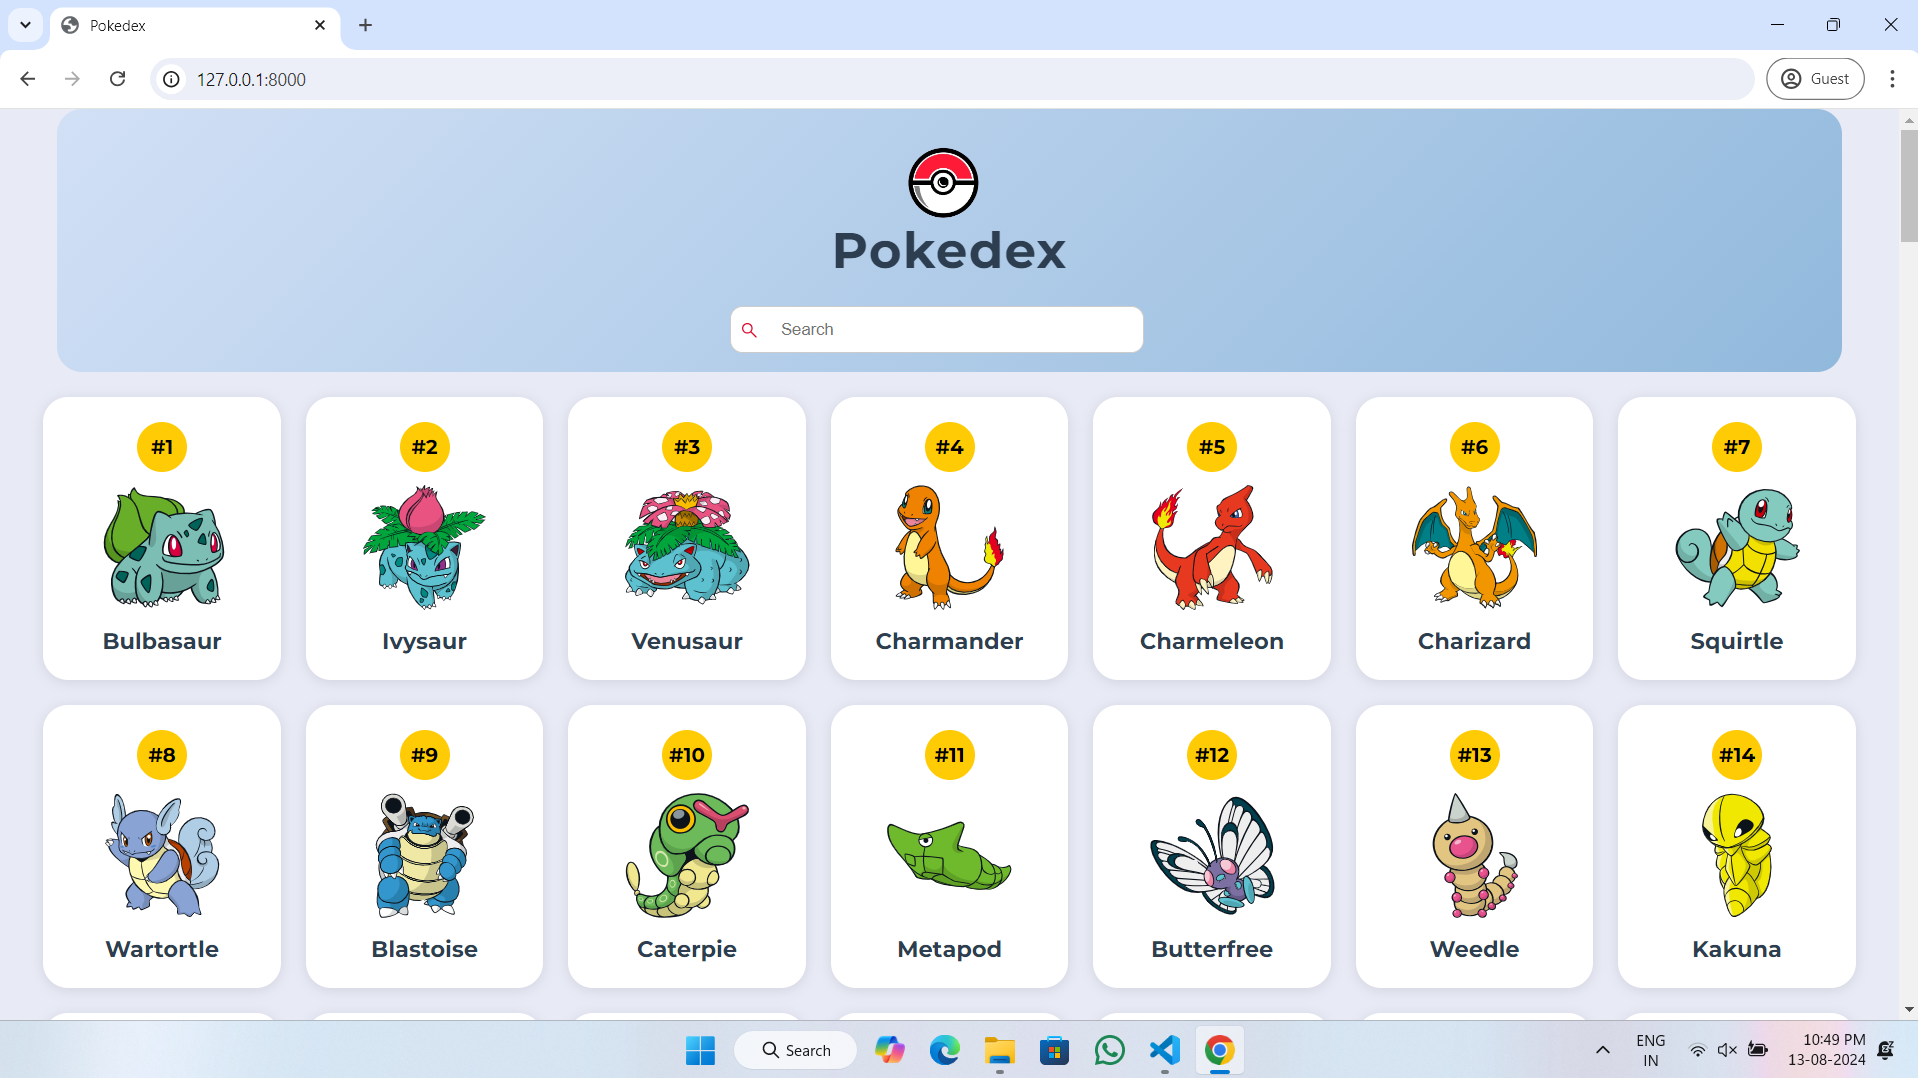 Pokedex
127.0.0.1:8000
Guest
Pokedex
Search
#1
#2
#3
#4
#5
#6
#7
Bulbasaur
Ivysaur
Venusaur
Charmander
Charmeleon
Charizard
Squirtle
#8
#9
#10
#11
#12
#13
#14
Wartortle
Blastoise
Caterpie
Metapod
Butterfree
Weedle
Kakuna
Search
ENG
IN
10:49 PM
13-08-2024